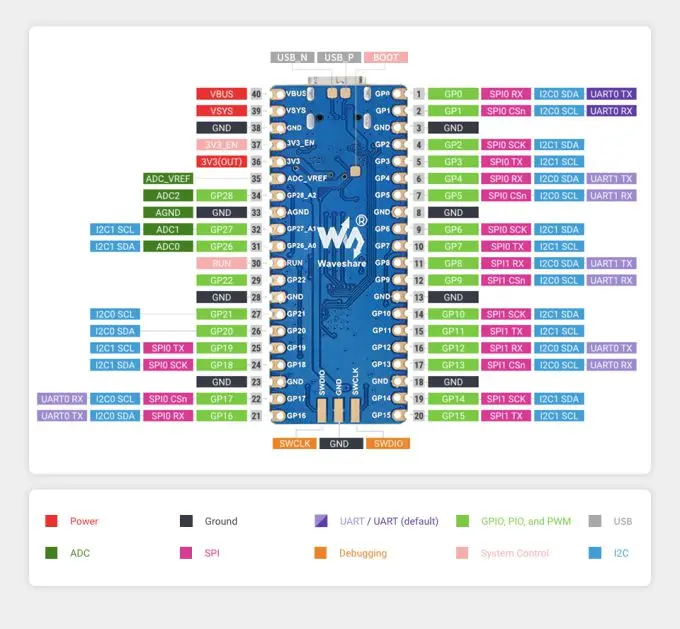 USB_N USB_P BOOT
VBUS 40 VBUS GP0 1 GP0 SPI0 RX I2C0 SDA UART0 TX
VSYS 39 VSYS GP1 2 GP1 SPI0 CSn I2C0 SCL UART0 RX
GND 38 GND GND 3 GND
3V3_EN 37 3V3_EN GP2 4 GP2 SPI0 SCK I2C1 SDA
3V3(OUT) 36 3V3 GP3 5 GP3 SPI0 TX I2C1 SCL
ADC_VREF 35 ADC_VREF GP4 6 GP4 SPI0 RX I2C0 SDA UART1 TX
ADC2 GP28 34 GP28_A2 GP5 7 GP5 SPI0 CSn I2C0 SCL UART1 RX
AGND GND 33 AGND GND 8 GND
I2C1 SCL ADC1 GP27 32 GP27_A1 GP6 9 GP6 SPI0 SCK I2C1 SDA
I2C1 SDA ADC0 GP26 31 GP26_A0 GP7 10 GP7 SPI0 TX I2C1 SCL
RUN 30 RUN GP8 11 GP8 SPI1 RX I2C0 SDA UART1 TX
GP22 29 GP22 GP9 12 GP9 SPI1 CSn I2C0 SCL UART1 RX
GND 28 GND GND 13 GND
I2C0 SCL GP21 27 GP21 GP10 14 GP10 SPI1 SCK I2C1 SDA
I2C0 SDA GP20 26 GP20 GP11 15 GP11 SPI1 TX I2C1 SCL
I2C1 SCL SPI0 TX GP19 25 GP19 GP12 16 GP12 SPI1 RX I2C0 SDA UART0 TX
I2C1 SDA SPI0 SCK GP18 24 GP18 GP13 17 GP13 SPI1 CSn I2C0 SCL UART0 RX
GND 23 GND GND 18 GND
UART0 RX I2C0 SCL SPI0 CSn GP17 22 GP17 GP14 19 GP14 SPI1 SCK I2C1 SDA
UART0 TX I2C0 SDA SPI0 RX GP16 21 GP16 GP15 20 GP15 SPI1 TX I2C1 SCL
®
Waveshare
SWDIO GND SWCLK
SWCLK GND SWDIO
Power Ground UART / UART (default) GPIO, PIO, and PWM USB
ADC SPI Debugging System Control I2C